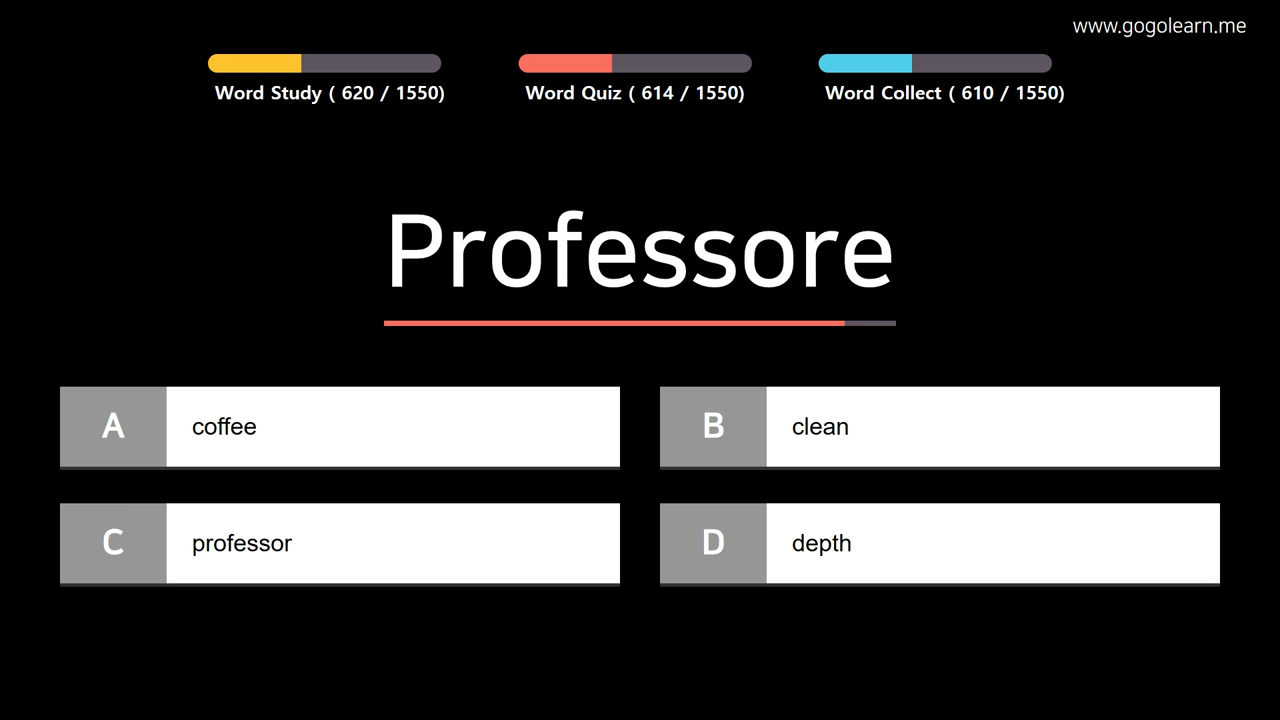 www.gogolearn.me
Word Study ( 620 / 1550)
Word Quiz ( 614 / 1550)
Word Collect ( 610 / 1550)
Professore
A coffee
B clean
C professor
D depth